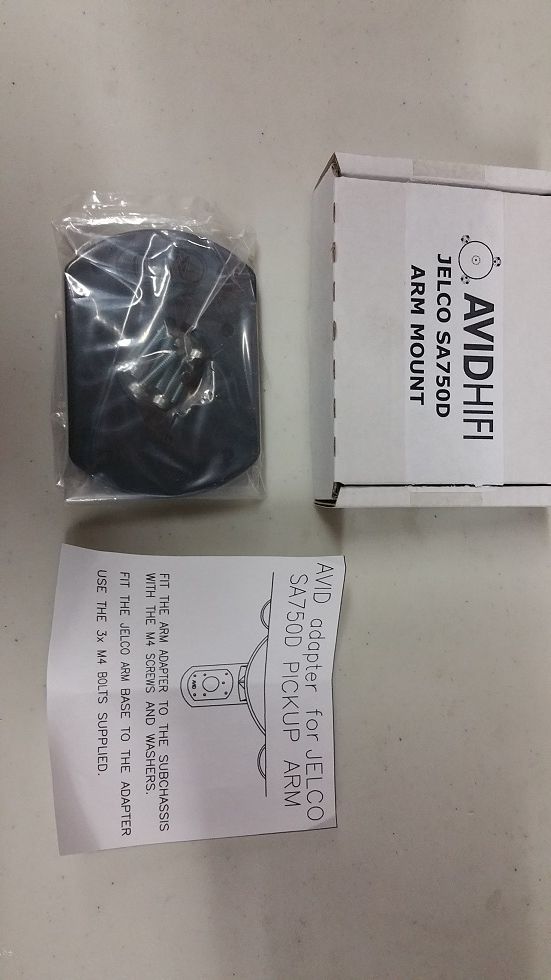 AVIDHIFI
JELCO SA750D
ARM MOUNT
AVID adapter for JELCO
SA750D PICKUP ARM
FIT THE ARM ADAPTER TO THE SUBCHASSIS
WITH THE M4 SCREWS AND WASHERS.
FIT THE JELCO ARM BASE TO THE ADAPTER
USE THE 3x M4 BOLTS SUPPLIED.